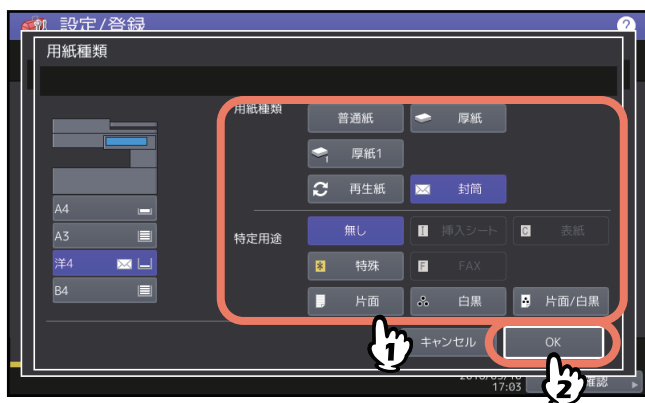 設定/登録
?
用紙種類
用紙種類
普通紙
厚紙
厚紙1
再生紙
封筒
A4
A3
洋4
B4
特定用途
無し
I 挿入シート
C 表紙
特殊
F FAX
片面
白黒
片面/白黒
キャンセル
OK
1
2
17:03
確認